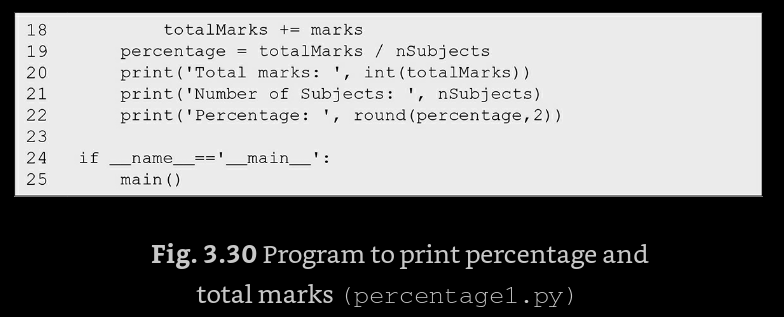 18            totalMarks += marks
19        percentage = totalMarks / nSubjects
20        print('Total marks: ', int(totalMarks))
21        print('Number of Subjects: ', nSubjects)
22        print('Percentage: ', round(percentage,2))
23
24    if __name__=='__main__':
25        main()
Fig. 3.30 Program to print percentage and
total marks (percentage1.py)